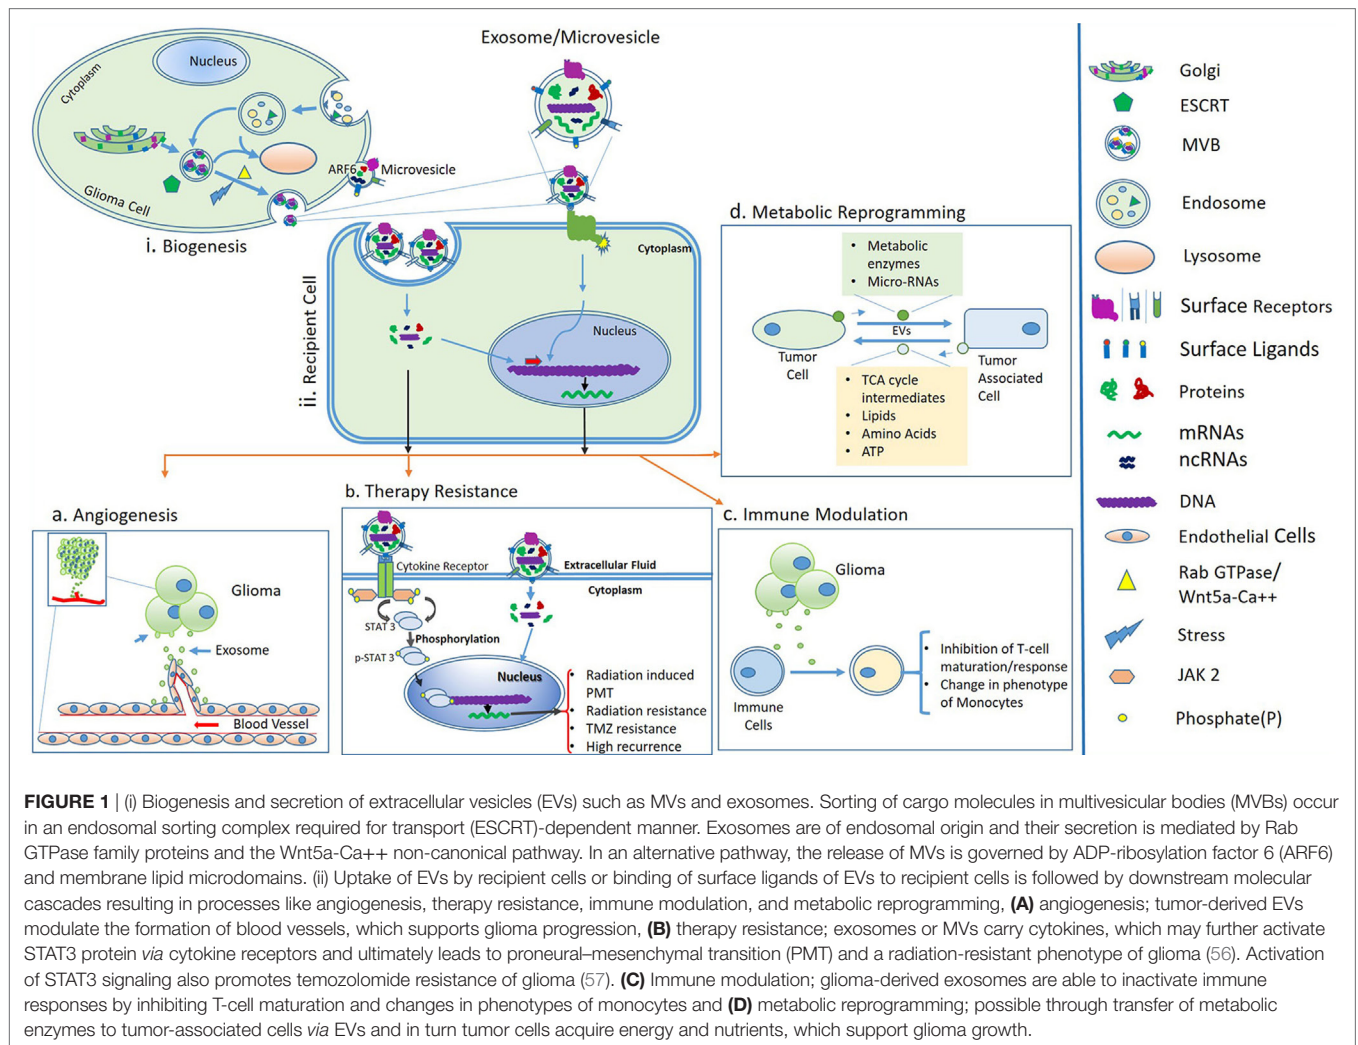 Exosome/Microvesicle
Nucleus
Cytoplasm
Glioma Cell
ARF6
Microvesicle
i. Biogenesis
ii. Recipient Cell
Cytoplasm
Nucleus
d. Metabolic Reprogramming
• Metabolic
enzymes
• Micro-RNAs
EVs
Tumor
Cell
Tumor
Associated
Cell
• TCA cycle
intermediates
• Lipids
• Amino Acids
• ATP
a. Angiogenesis
Glioma
Exosome
Blood Vessel
b. Therapy Resistance
Cytokine Receptor
Extracellular Fluid
Cytoplasm
STAT 3
Phosphorylation
p-STAT 3
Nucleus
• Radiation induced
PMT
• Radiation resistance
• TMZ resistance
• High recurrence
c. Immune Modulation
Glioma
Immune
Cells
• Inhibition of T-cell
maturation/response
• Change in phenotype
of Monocytes
Golgi
ESCRT
MVB
Endosome
Lysosome
Surface Receptors
Surface Ligands
Proteins
mRNAs
ncRNAs
DNA
Endothelial Cells
Rab GTPase/
Wnt5a-Ca++
Stress
JAK 2
Phosphate(P)
FIGURE 1 | (i) Biogenesis and secretion of extracellular vesicles (EVs) such as MVs and exosomes. Sorting of cargo molecules in multivesicular bodies (MVBs) occur
in an endosomal sorting complex required for transport (ESCRT)-dependent manner. Exosomes are of endosomal origin and their secretion is mediated by Rab
GTPase family proteins and the Wnt5a-Ca++ non-canonical pathway. In an alternative pathway, the release of MVs is governed by ADP-ribosylation factor 6 (ARF6)
and membrane lipid microdomains. (ii) Uptake of EVs by recipient cells or binding of surface ligands of EVs to recipient cells is followed by downstream molecular
cascades resulting in processes like angiogenesis, therapy resistance, immune modulation, and metabolic reprogramming, (A) angiogenesis; tumor-derived EVs
modulate the formation of blood vessels, which supports glioma progression, (B) therapy resistance; exosomes or MVs carry cytokines, which may further activate
STAT3 protein via cytokine receptors and ultimately leads to proneural–mesenchymal transition (PMT) and a radiation-resistant phenotype of glioma (56). Activation
of STAT3 signaling also promotes temozolomide resistance of glioma (57). (C) Immune modulation; glioma-derived exosomes are able to inactivate immune
responses by inhibiting T-cell maturation and changes in phenotypes of monocytes and (D) metabolic reprogramming; possible through transfer of metabolic
enzymes to tumor-associated cells via EVs and in turn tumor cells acquire energy and nutrients, which support glioma growth.